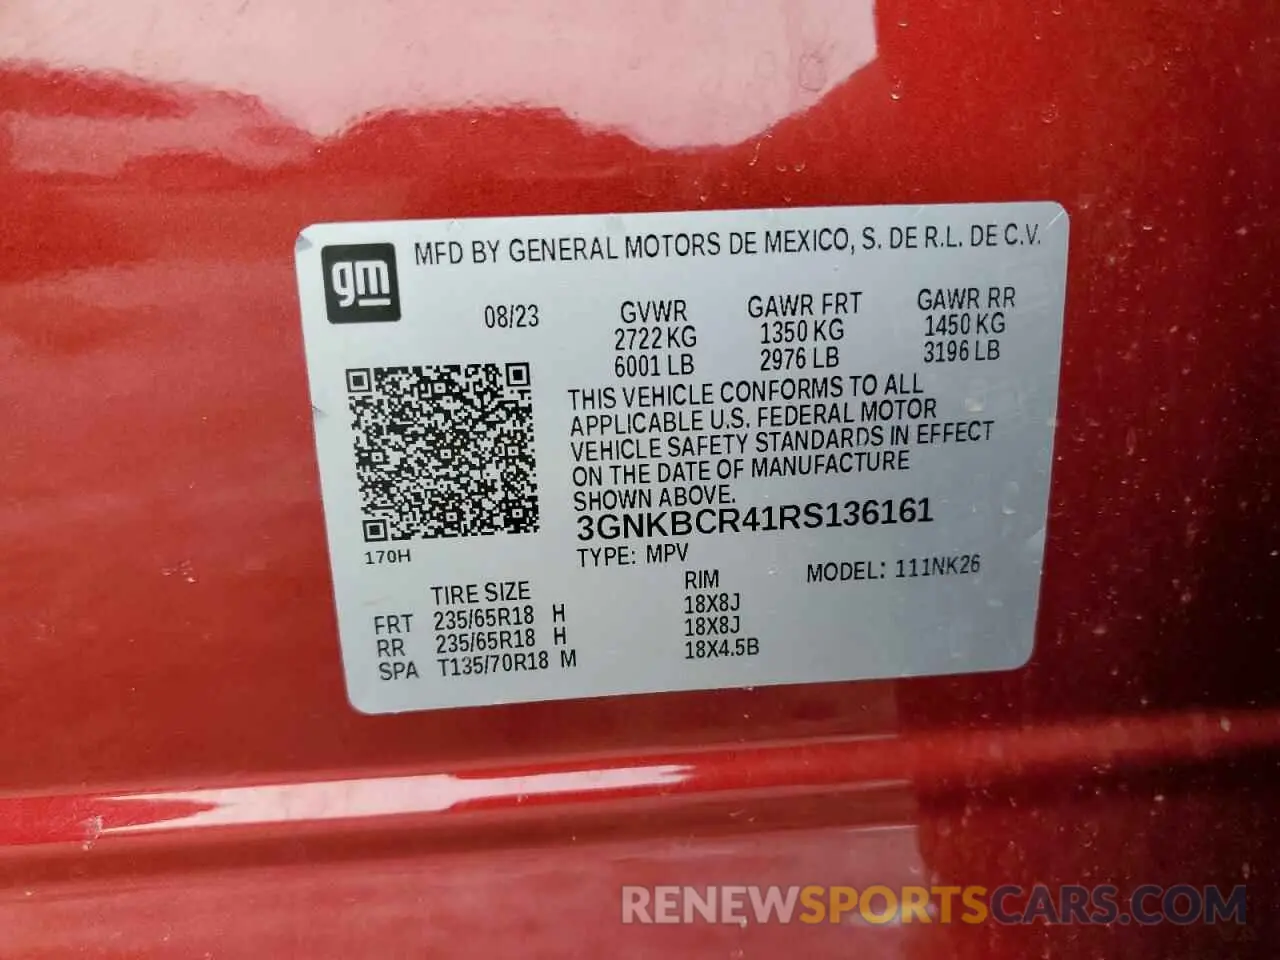 gm
MFD BY GENERAL MOTORS DE MEXICO, S. DE R.L. DE C.V.
08/23 GVWR GAWR FRT GAWR RR
2722 KG 1350 KG 1450 KG
6001 LB 2976 LB 3196 LB
THIS VEHICLE CONFORMS TO ALL
APPLICABLE U.S. FEDERAL MOTOR
VEHICLE SAFETY STANDARDS IN EFFECT
ON THE DATE OF MANUFACTURE
SHOWN ABOVE.
3GNKBCR41RS136161
170H
TYPE: MPV MODEL: 111NK26
TIRE SIZE RIM
FRT 235/65R18 H 18X8J
RR 235/65R18 H 18X8J
SPA T135/70R18 M 18X4.5B
RENEWSPORTSCARS.COM